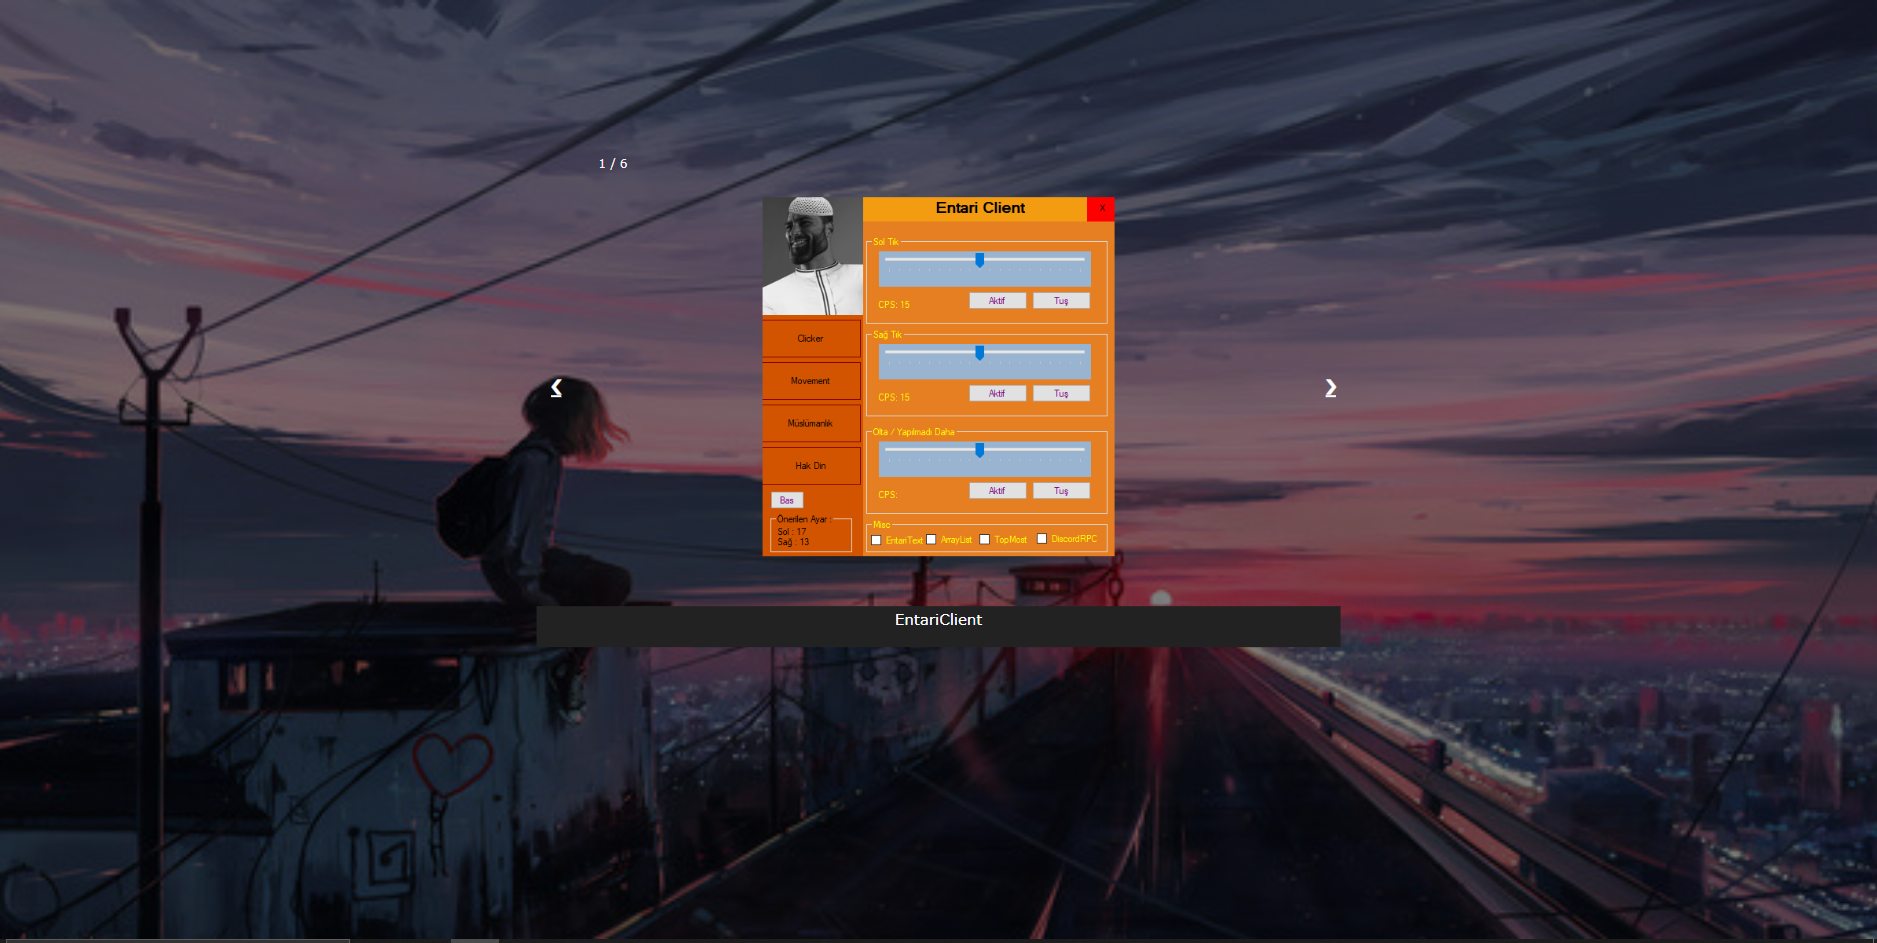 1 / 6
Entari Client
X
Sol Tık
CPS: 15
Aktif
Tuş
Sağ Tık
CPS: 15
Aktif
Tuş
Olta / Yapılmadı Daha
CPS:
Aktif
Tuş
Misc
EntariText
ArrayList
TopMost
DiscordRPC
Clicker
Movement
Müslümanlık
Hak Din
Bas
Önerilen Ayar :
Sol : 17
Sağ : 13
EntariClient